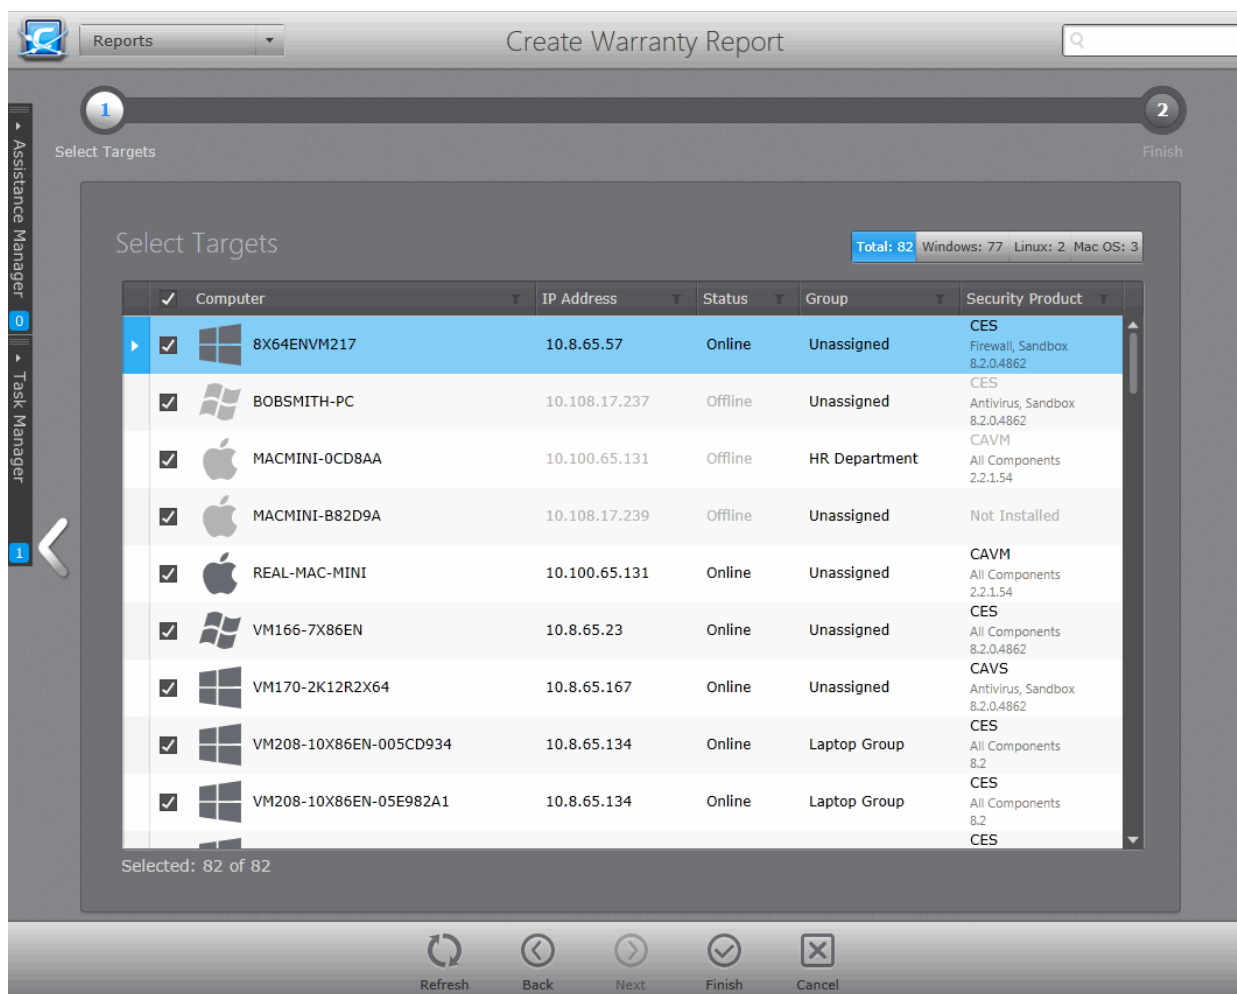 Reports
Create Warranty Report
1
2
Select Targets
Finish
Assistance Manager
0
Task Manager
1
Select Targets
Total: 82 Windows: 77 Linux: 2 Mac OS: 3
Computer IP Address Status Group Security Product
8X64ENVM217 10.8.65.57 Online Unassigned CES
Firewall, Sandbox
8.2.0.4862
BOBSMITH-PC 10.108.17.237 Offline Unassigned CES
Antivirus, Sandbox
8.2.0.4862
MACMINI-0CD8AA 10.100.65.131 Offline HR Department CAVM
All Components
2.2.1.54
MACMINI-B82D9A 10.108.17.239 Offline Unassigned Not Installed
REAL-MAC-MINI 10.100.65.131 Online Unassigned CAVM
All Components
2.2.1.54
VM166-7X86EN 10.8.65.23 Online Unassigned CES
All Components
8.2.0.4862
VM170-2K12R2X64 10.8.65.167 Online Unassigned CAVS
Antivirus, Sandbox
8.2.0.4862
VM208-10X86EN-005CD934 10.8.65.134 Online Laptop Group CES
All Components
8.2
VM208-10X86EN-05E982A1 10.8.65.134 Online Laptop Group CES
All Components
8.2
CES
Selected: 82 of 82
Refresh Back Next Finish Cancel